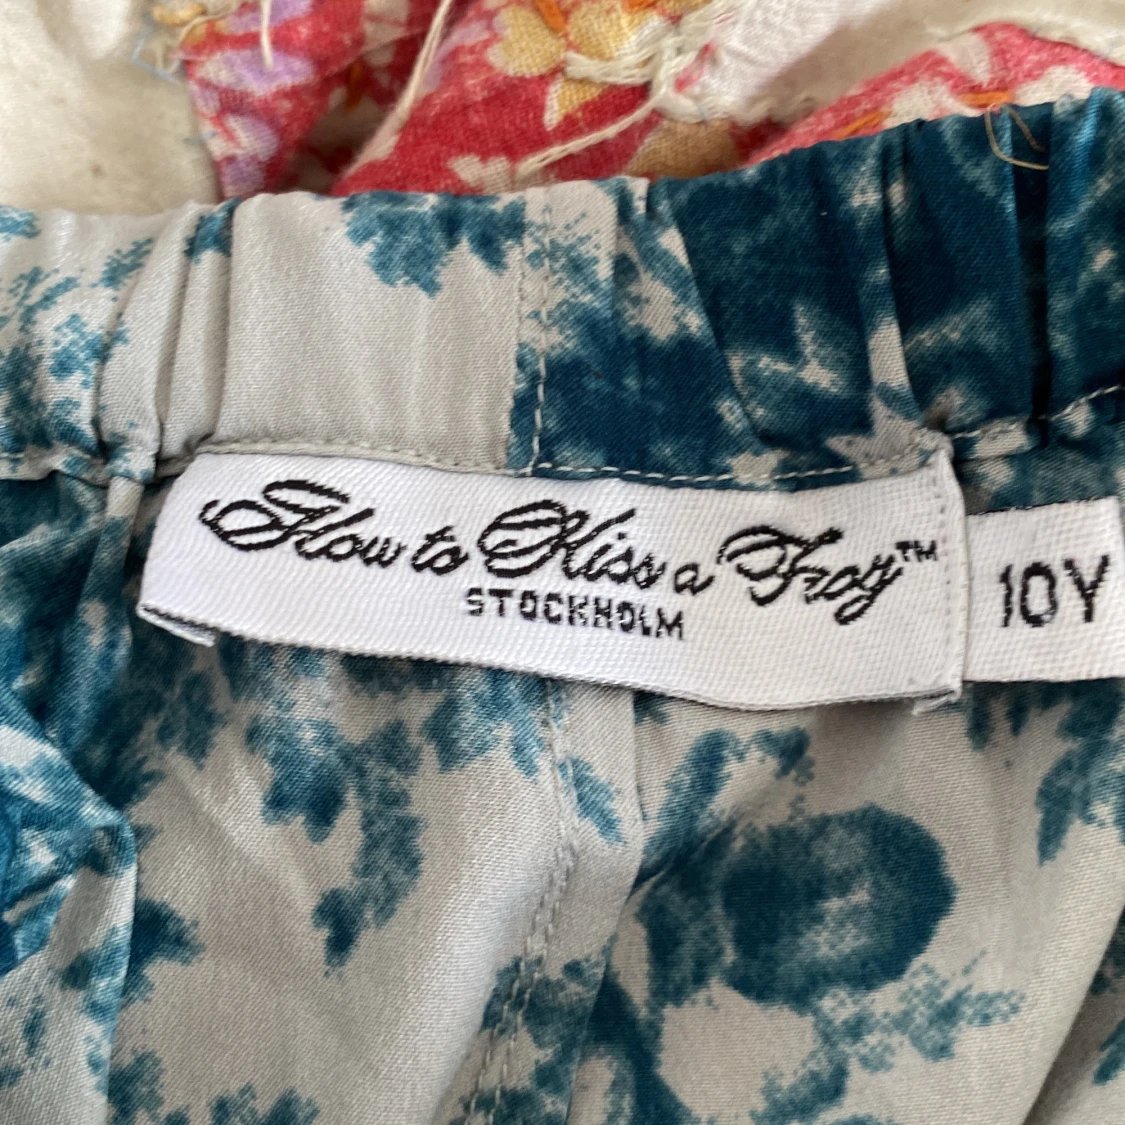 How to Kiss a Frog™
STOCKHOLM
10Y